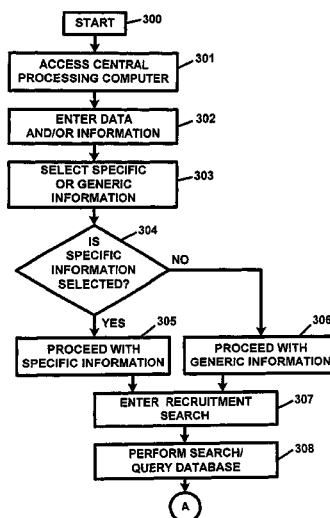 START
300
ACCESS CENTRAL
PROCESSING COMPUTER
301
ENTER DATA
AND/OR INFORMATION
302
SELECT SPECIFIC
OR GENERIC
INFORMATION
303
304
IS
SPECIFIC
INFORMATION
SELECTED?
NO
YES
305
306
PROCEED WITH
SPECIFIC INFORMATION
PROCEED WITH
GENERIC INFORMATION
ENTER RECRUITMENT
SEARCH
307
PERFORM SEARCH/
QUERY DATABASE
308
A